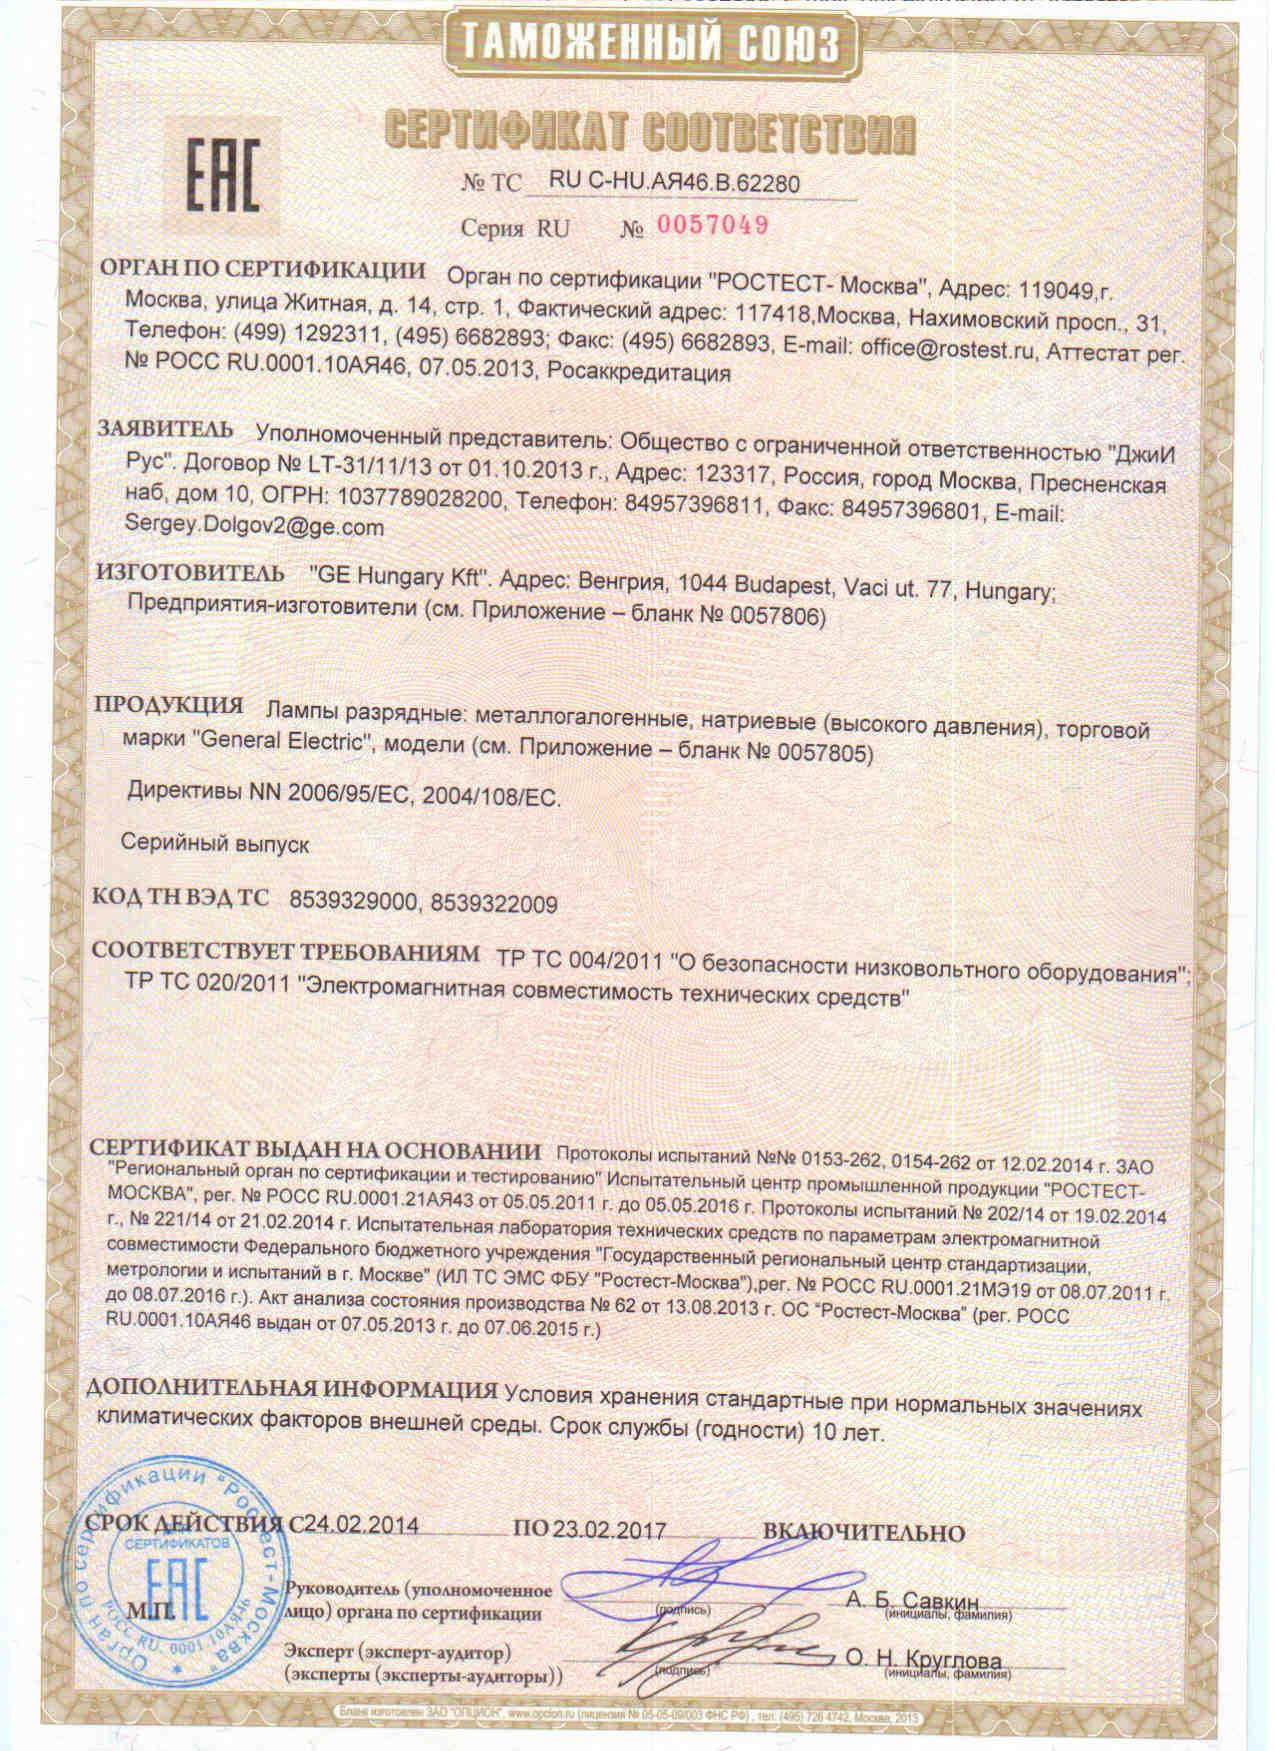 ТАМОЖЕННЫЙ СОЮЗ
СЕРТИФИКАТ СООТВЕТСТВИЯ
ЕАС
№ ТС RU C-HU.АЯ46.В.62280
Серия RU № 0057049
ОРГАН ПО СЕРТИФИКАЦИИ Орган по сертификации "РОСТЕСТ- Москва", Адрес: 119049,г.
Москва, улица Житная, д. 14, стр. 1, Фактический адрес: 117418,Москва, Нахимовский просп., 31,
Телефон: (499) 1292311, (495) 6682893; Факс: (495) 6682893, E-mail: office@rostest.ru, Аттестат рег.
№ РОСС RU.0001.10АЯ46, 07.05.2013, Росаккредитация
ЗАЯВИТЕЛЬ Уполномоченный представитель: Общество с ограниченной ответственностью "ДжиИ
Рус". Договор № LT-31/11/13 от 01.10.2013 г., Адрес: 123317, Россия, город Москва, Пресненская
наб, дом 10, ОГРН: 1037789028200, Телефон: 84957396811, Факс: 84957396801, E-mail:
Sergey.Dolgov2@ge.com
ИЗГОТОВИТЕЛЬ "GE Hungary Kft". Адрес: Венгрия, 1044 Budapest, Vaci ut. 77, Hungary;
Предприятия-изготовители (см. Приложение – бланк № 0057806)
ПРОДУКЦИЯ Лампы разрядные: металлогалогенные, натриевые (высокого давления), торговой
марки "General Electric", модели (см. Приложение – бланк № 0057805)
Директивы NN 2006/95/EC, 2004/108/EC.
Серийный выпуск
КОД ТН ВЭД ТС 8539329000, 8539322009
СООТВЕТСТВУЕТ ТРЕБОВАНИЯМ ТР ТС 004/2011 "О безопасности низковольтного оборудования";
ТР ТС 020/2011 "Электромагнитная совместимость технических средств"
СЕРТИФИКАТ ВЫДАН НА ОСНОВАНИИ Протоколы испытаний №№ 0153-262, 0154-262 от 12.02.2014 г. ЗАО
"Региональный орган по сертификации и тестированию" Испытательный центр промышленной продукции "РОСТЕСТ-
МОСКВА", рег. № РОСС RU.0001.21АЯ43 от 05.05.2011 г. до 05.05.2016 г. Протоколы испытаний № 202/14 от 19.02.2014
г., № 221/14 от 21.02.2014 г. Испытательная лаборатория технических средств по параметрам электромагнитной
совместимости Федерального бюджетного учреждения "Государственный региональный центр стандартизации,
метрологии и испытаний в г. Москве" (ИЛ ТС ЭМС ФБУ "Ростест-Москва"),рег. № РОСС RU.0001.21МЭ19 от 08.07.2011 г.
до 08.07.2016 г.). Акт анализа состояния производства № 62 от 13.08.2013 г. ОС "Ростест-Москва" (рег. РОСС
RU.0001.10АЯ46 выдан от 07.05.2013 г. до 07.06.2015 г.)
ДОПОЛНИТЕЛЬНАЯ ИНФОРМАЦИЯ Условия хранения стандартные при нормальных значениях
климатических факторов внешней среды. Срок службы (годности) 10 лет.
СРОК ДЕЙСТВИЯ С 24.02.2014 ПО 23.02.2017 ВКЛЮЧИТЕЛЬНО
Орган по сертификации "Ростест-Москва"
СЕРТИФИКАТОВ
ЕАС
РОСС RU. 0001.10АЯ46
М.П.
Руководитель (уполномоченное
лицо) органа по сертификации
(подпись)
А. Б. Савкин
(инициалы, фамилия)
Эксперт (эксперт-аудитор)
(эксперты (эксперты-аудиторы))
(подпись)
О. Н. Круглова
(инициалы, фамилия)
Бланк изготовлен ЗАО "ОПЦИОН", www.opcion.ru (лицензия № 05-05-09/003 ФНС РФ), тел. (495) 726 4742, Москва, 2013